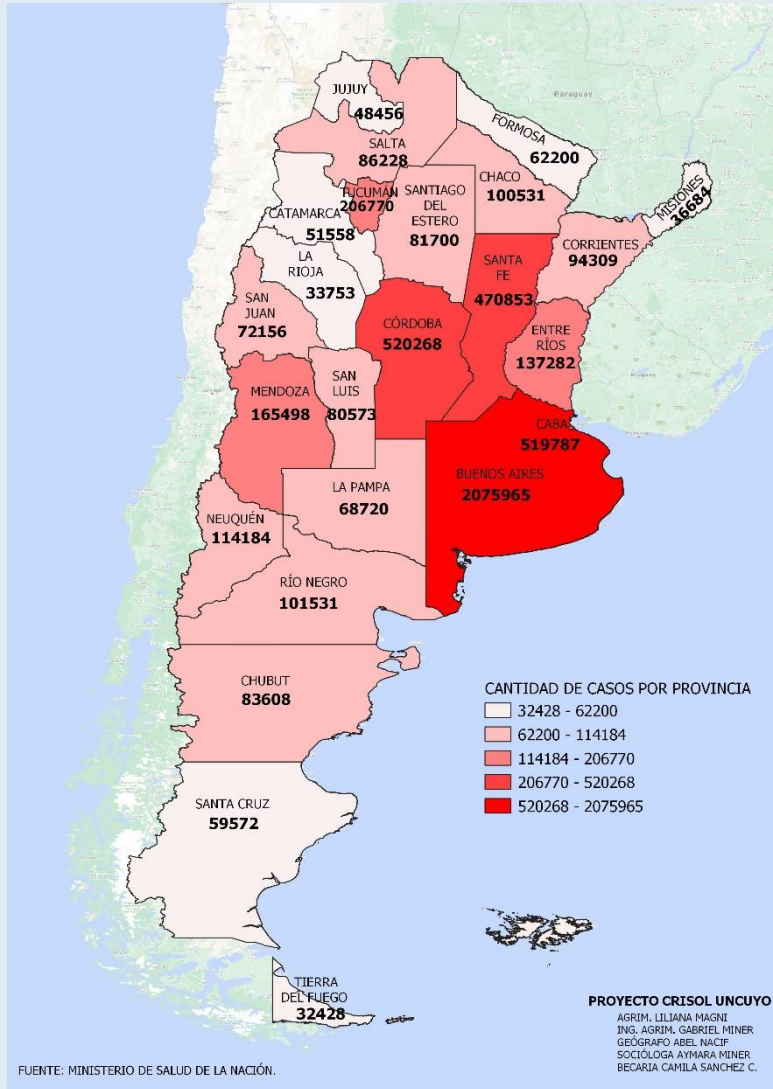 JUJUY
48456
Paraguay
FORMOSA
62200
SALTA
86228
CHACO
100531
MISIONES
36684
TUCUMÁN
206770
SANTIAGO
DEL
ESTERO
81700
CATAMARCA
51558
CORRIENTES
94309
LA
RIOJA
33753
SANTA
FE
470853
SAN
JUAN
72156
CÓRDOBA
520268
ENTRE
RÍOS
137282
MENDOZA
165498
SAN
LUIS
80573
CABA
519787
BUENOS AIRES
2075965
LA PAMPA
68720
NEUQUÉN
114184
RÍO NEGRO
101531
CHUBUT
83608
CANTIDAD DE CASOS POR PROVINCIA
32428 - 62200
62200 - 114184
114184 - 206770
206770 - 520268
520268 - 2075965
SANTA CRUZ
59572
TIERRA
DEL FUEGO
32428
PROYECTO CRISOL UNCUYO
AGRIM. LILIANA MAGNI
ING. AGRIM. GABRIEL MINER
GEÓGRAFO ABEL NACIF
SOCIÓLOGA AYMARA MINER
BECARIA CAMILA SANCHEZ C.
FUENTE: MINISTERIO DE SALUD DE LA NACIÓN.